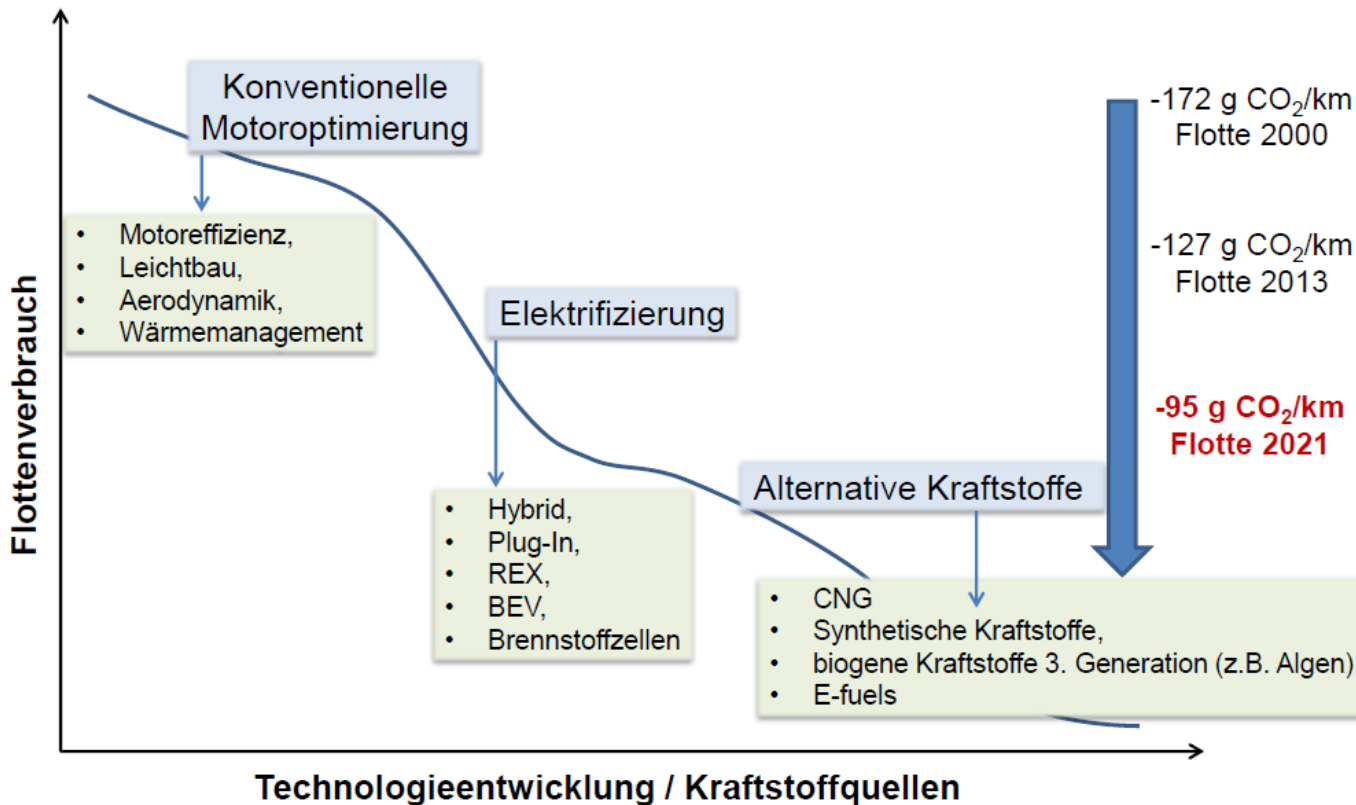 Konventionelle
Motoroptimierung
• Motoreffizienz,
• Leichtbau,
• Aerodynamik,
• Wärmemanagement
Elektrifizierung
• Hybrid,
• Plug-In,
• REX,
• BEV,
• Brennstoffzellen
Alternative Kraftstoffe
• CNG
• Synthetische Kraftstoffe,
• biogene Kraftstoffe 3. Generation (z.B. Algen)
• E-fuels
-172 g CO₂/km
Flotte 2000
-127 g CO₂/km
Flotte 2013
-95 g CO₂/km
Flotte 2021
Flottenverbrauch
Technologieentwicklung / Kraftstoffquellen